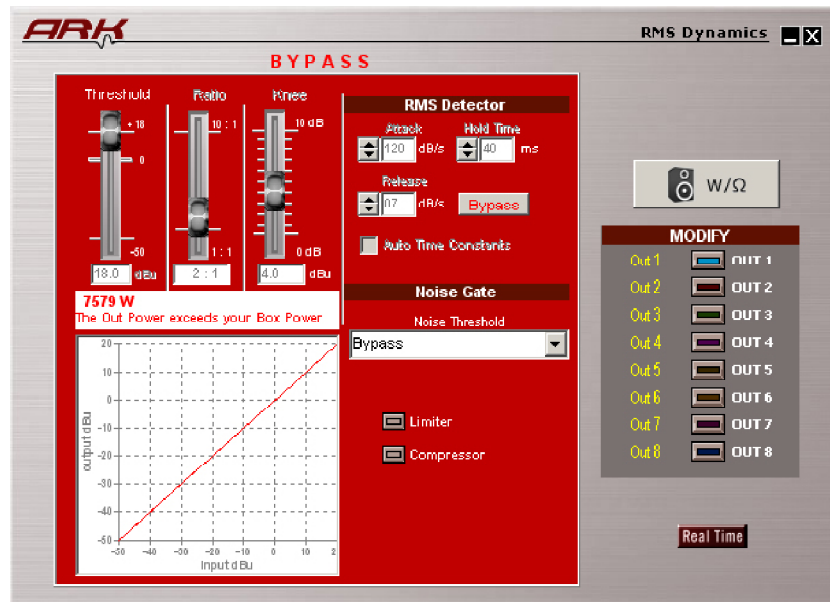 ARK
RMS Dynamics
BYPASS
Threshold
Ratio
Knee
+18
0
-50
10 : 1
1 : 1
10 dB
0 dB
18.0 dBu
2 : 1
4.0 dBu
7579 W
The Out Power exceeds your Box Power
RMS Detector
Attack
Hold Time
120 dB/s
40 ms
Release
07 dB/s
Bypass
Auto Time Constants
Noise Gate
Noise Threshold
Bypass
Limiter
Compressor
output dBu
20
10
0
-10
-20
-30
-40
-50
-50 -40 -30 -20 -10 0 10 2
Input dBu
W/Ω
MODIFY
Out 1 OUT 1
Out 2 OUT 2
Out 3 OUT 3
Out 4 OUT 4
Out 5 OUT 5
Out 6 OUT 6
Out 7 OUT 7
Out 8 OUT 8
Real Time